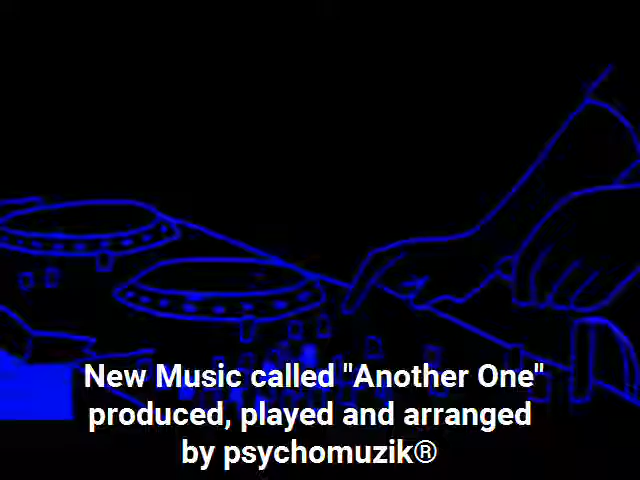 New Music called "Another One"
produced, played and arranged
by psychomuzik®